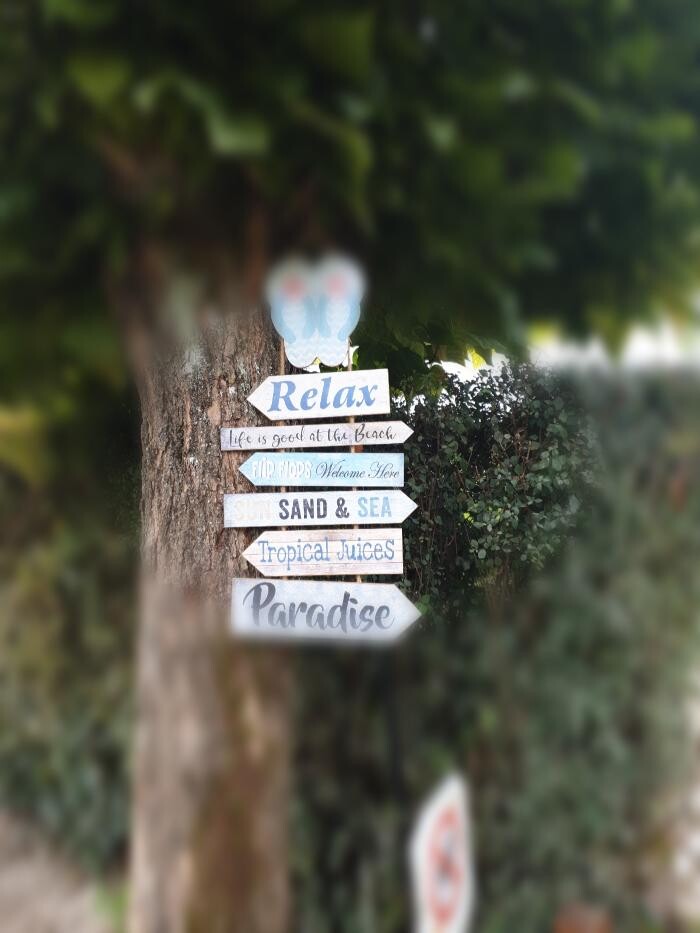 Relax
Life is good at the Beach
FLIP FLOPS Welcome Here
SUN SAND & SEA
Tropical Juices
Paradise